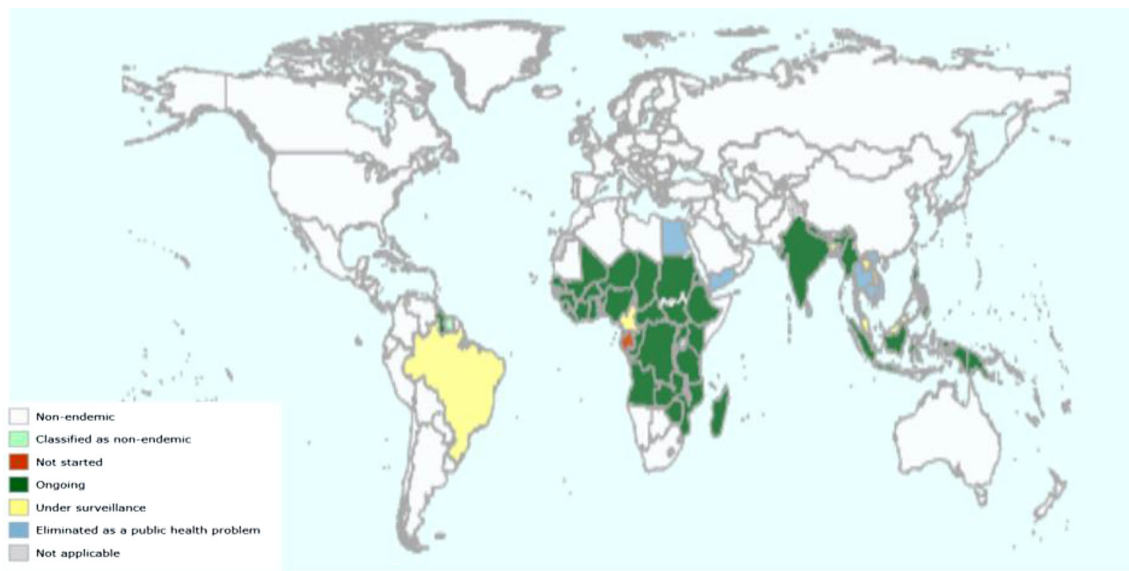 Non-endemic
Classified as non-endemic
Not started
Ongoing
Under surveillance
Eliminated as a public health problem
Not applicable